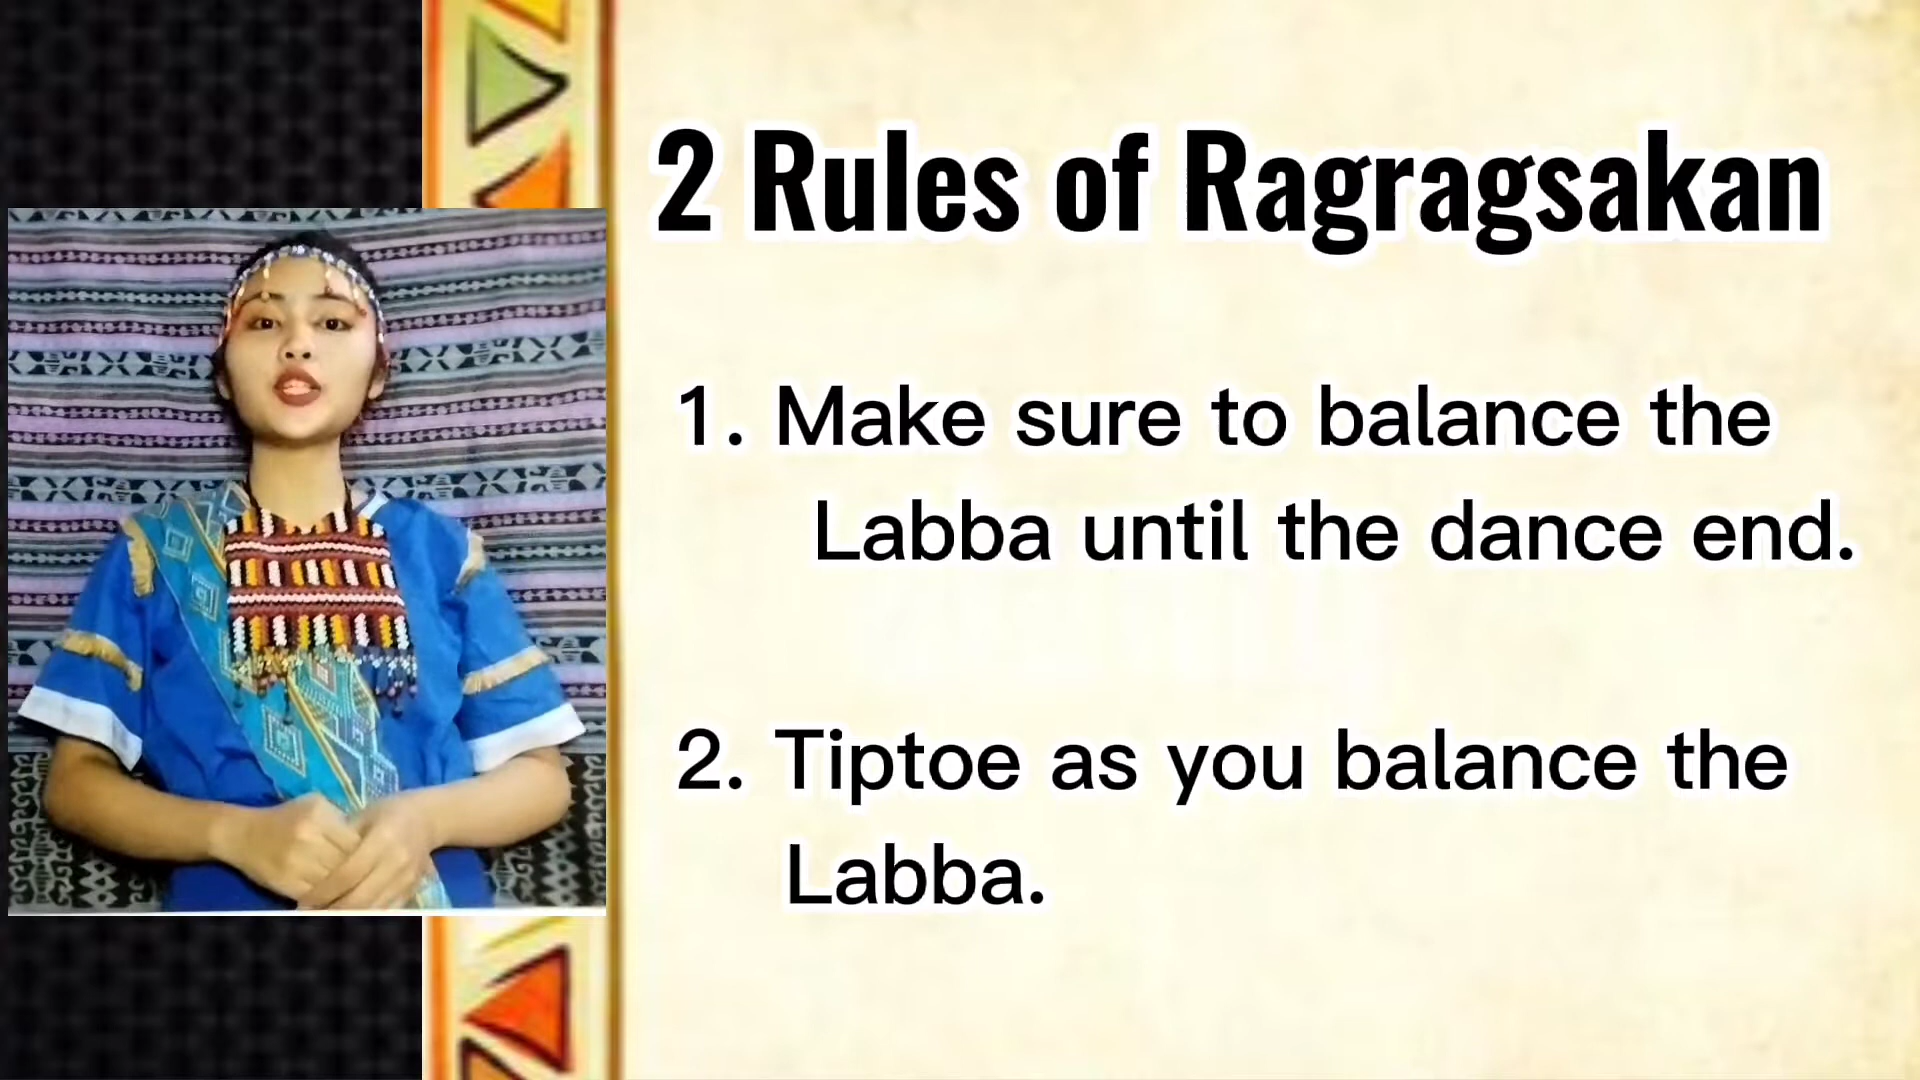 2 Rules of Ragragsakan
1. Make sure to balance the
Labba until the dance end.
2. Tiptoe as you balance the
Labba.